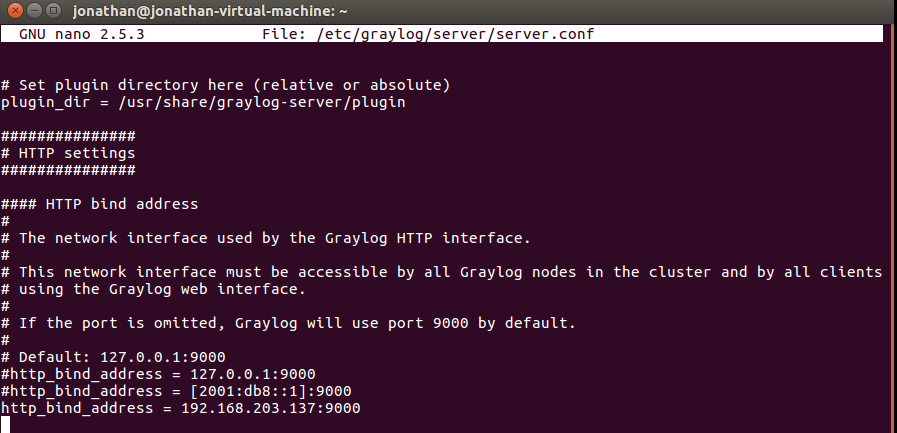 jonathan@jonathan-virtual-machine: ~
GNU nano 2.5.3 File: /etc/graylog/server/server.conf
# Set plugin directory here (relative or absolute)
plugin_dir = /usr/share/graylog-server/plugin
###############
# HTTP settings
###############
#### HTTP bind address
#
# The network interface used by the Graylog HTTP interface.
#
# This network interface must be accessible by all Graylog nodes in the cluster and by all clients
# using the Graylog web interface.
#
# If the port is omitted, Graylog will use port 9000 by default.
#
# Default: 127.0.0.1:9000
#http_bind_address = 127.0.0.1:9000
#http_bind_address = [2001:db8::1]:9000
http_bind_address = 192.168.203.137:9000